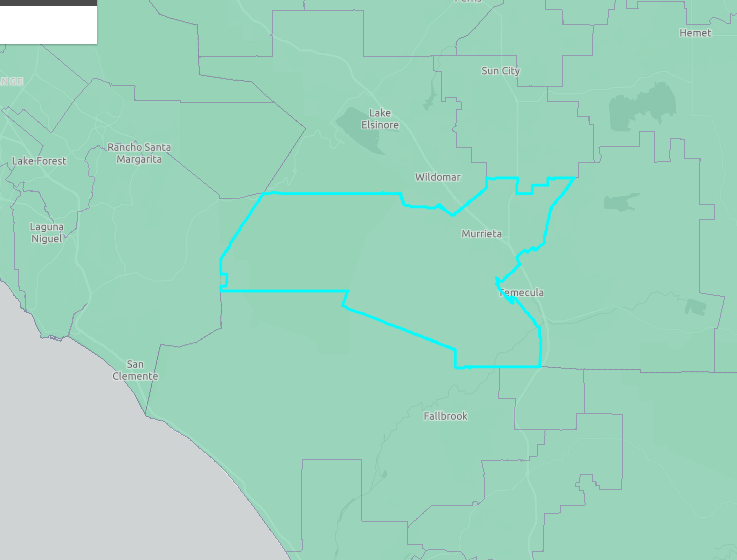 Hemet
Sun City
Lake
Elsinore
Rancho Santa
Margarita
Lake Forest
Wildomar
Laguna
Niguel
Murrieta
Temecula
San
Clemente
Fallbrook